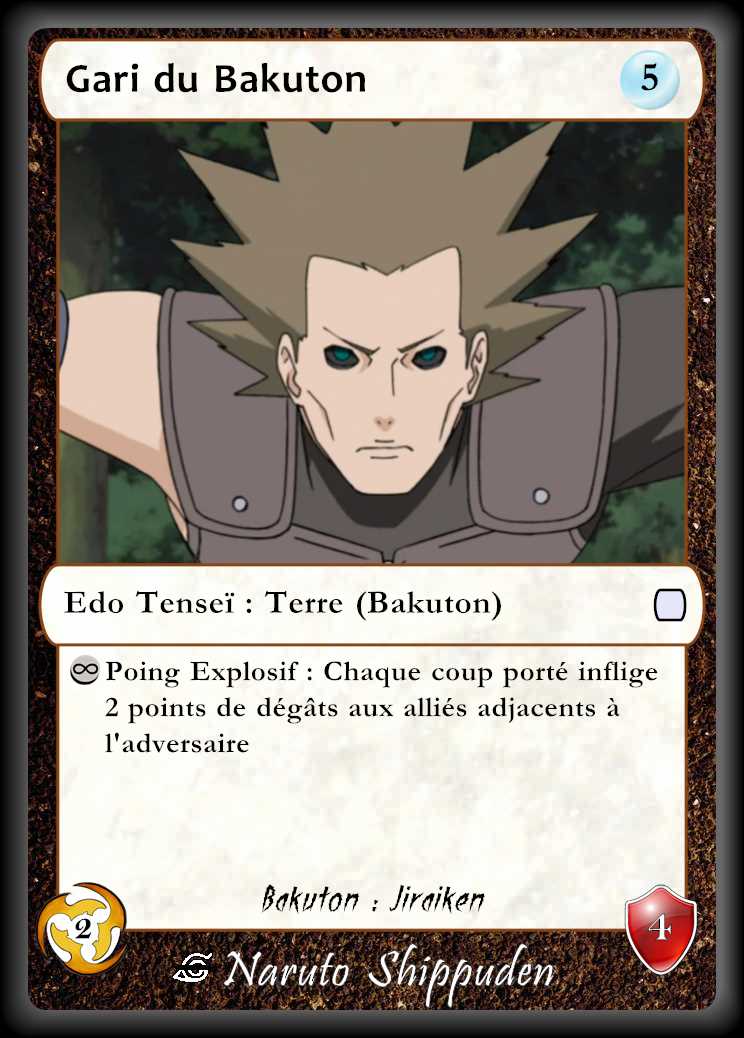 Gari du Bakuton
5
Edo Tenseï : Terre (Bakuton)
∞ Poing Explosif : Chaque coup porté inflige
2 points de dégâts aux alliés adjacents à
l'adversaire
Bakuton : Jiraiken
2
4
Naruto Shippuden